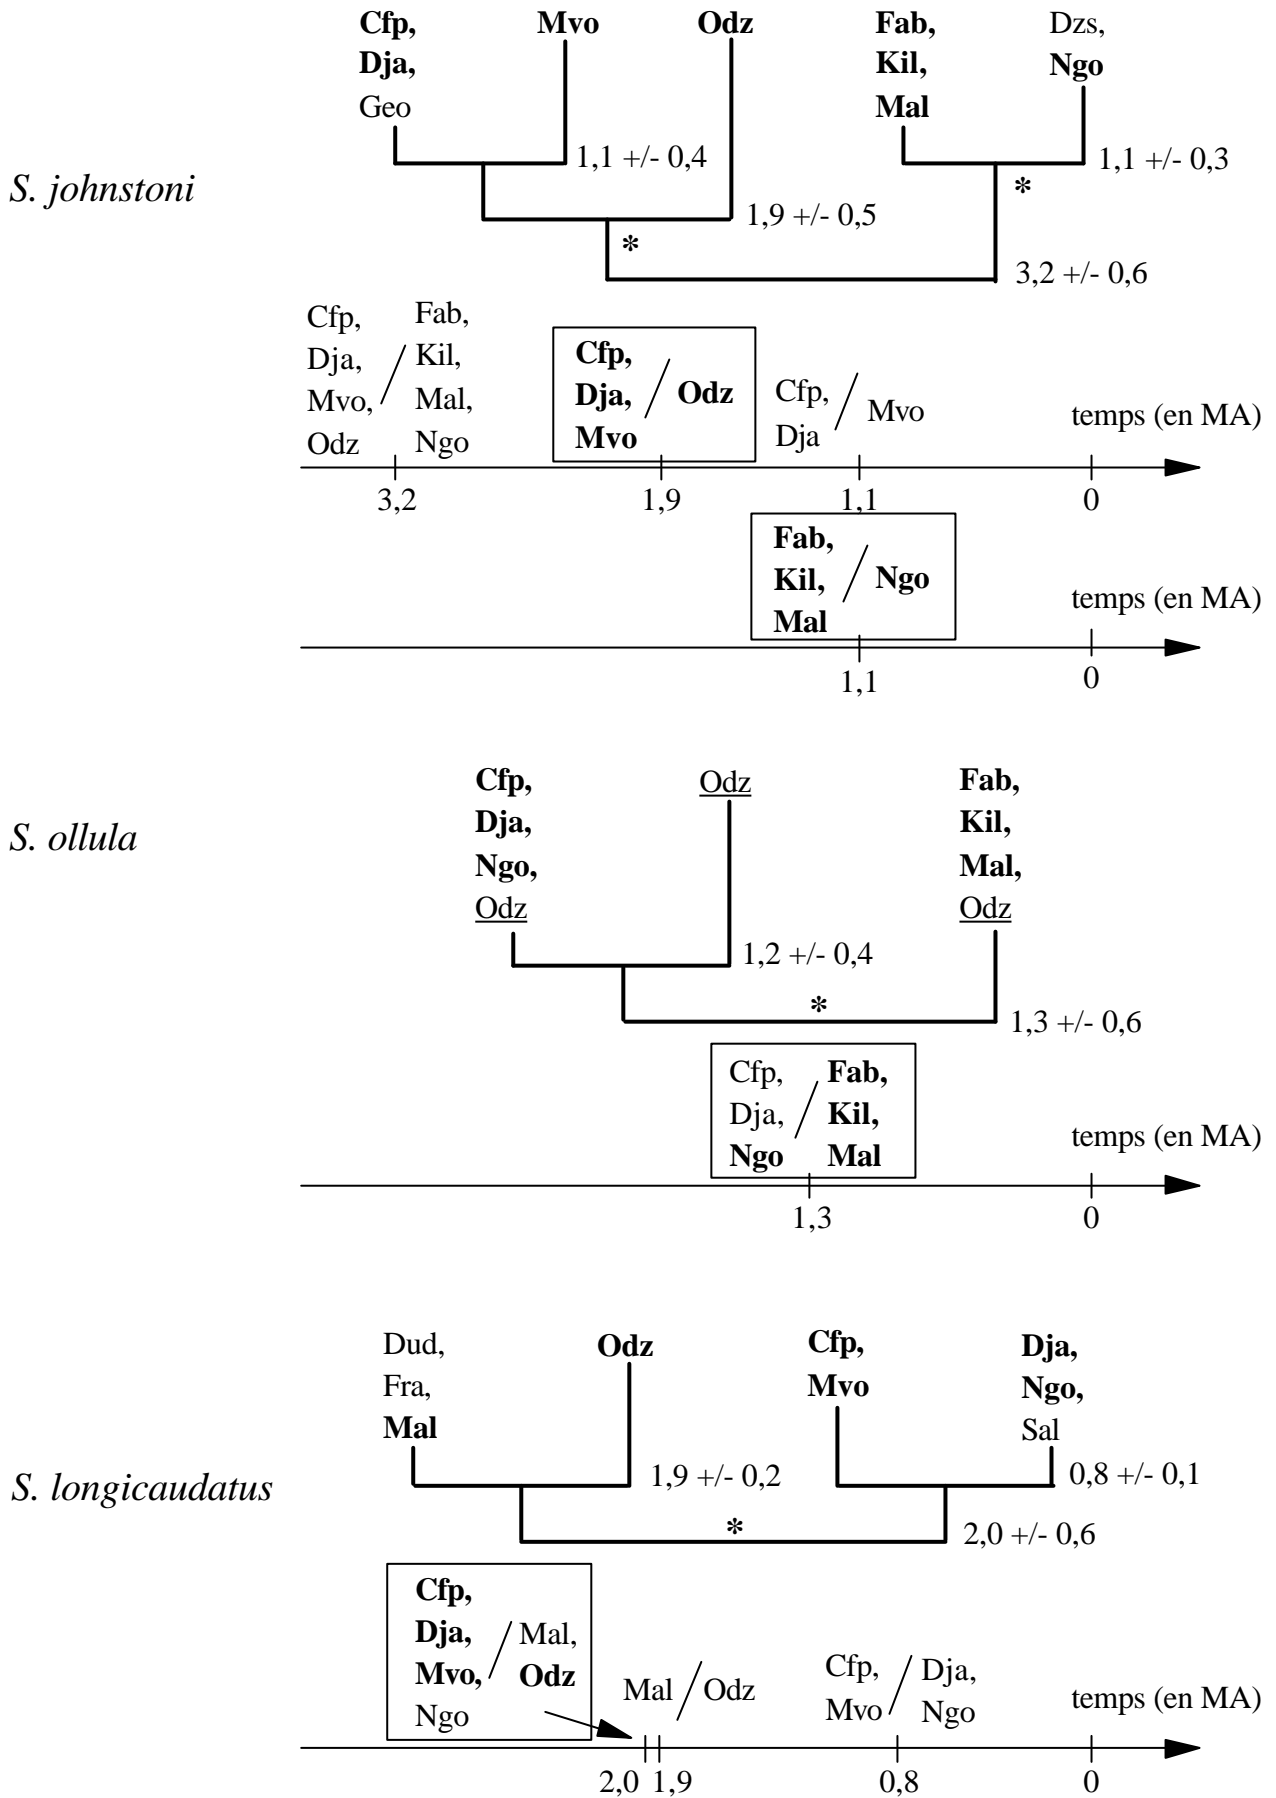 Cfp, Mvo Odz Fab, Dzs,
Dja, Kil, Ngo
Geo Mal
1,1 +/- 0,4 1,1 +/- 0,3
*
S. johnstoni
1,9 +/- 0,5
*
3,2 +/- 0,6
Cfp, Fab,
Dja, / Kil,
Mvo, Mal,
Odz Ngo
Cfp,
Dja, / Odz
Mvo
Cfp, / Mvo
Dja
temps (en MA)
3,2 1,9 1,1 0
Fab,
Kil, / Ngo
Mal
temps (en MA)
1,1 0
S. ollula
Cfp, Odz Fab,
Dja, Kil,
Ngo, Mal,
Odz Odz
1,2 +/- 0,4
*
1,3 +/- 0,6
Cfp, / Fab,
Dja, Kil,
Ngo Mal
temps (en MA)
1,3 0
Dud, Odz Cfp, Dja,
Fra, Mvo Ngo,
Mal Sal
S. longicaudatus
1,9 +/- 0,2 0,8 +/- 0,1
*
2,0 +/- 0,6
Cfp,
Dja, / Mal,
Mvo, Odz
Ngo
Mal / Odz
Cfp, / Dja,
Mvo Ngo
temps (en MA)
2,0 1,9 0,8 0